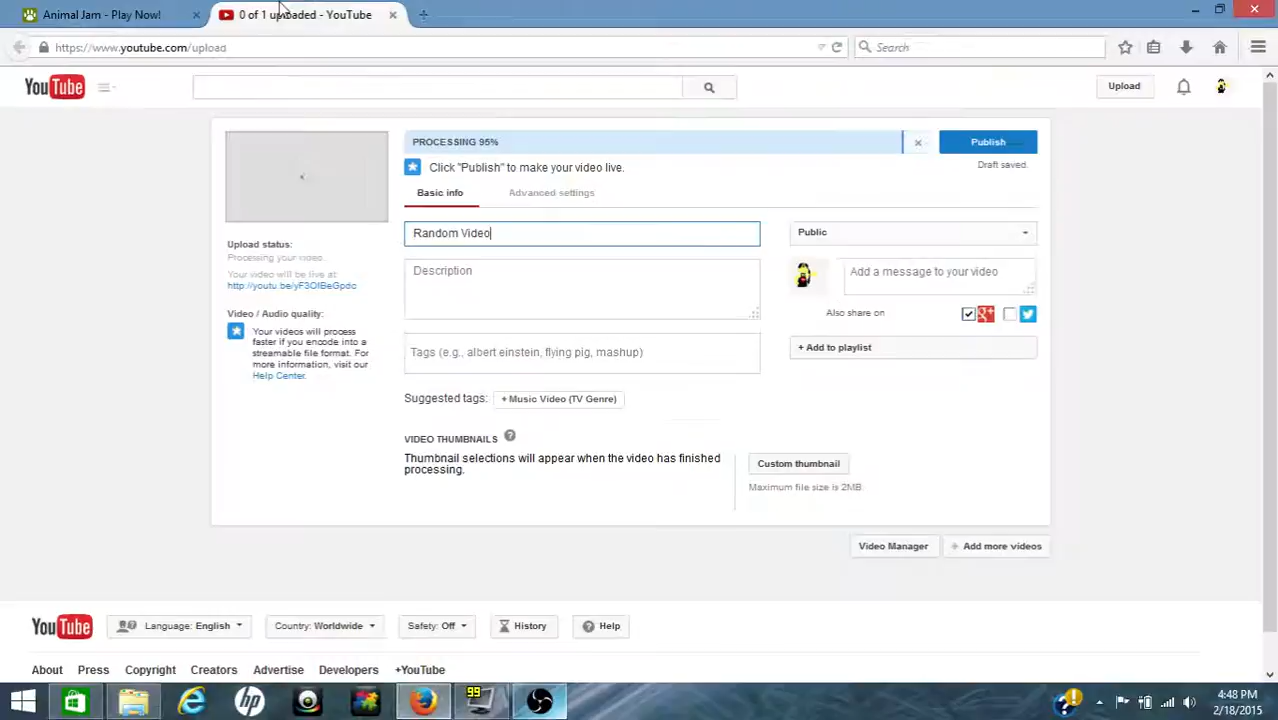 Animal Jam - Play Now!
0 of 1 uploaded - YouTube
https://www.youtube.com/upload
Search
YouTube
Upload
PROCESSING 95%
Publish
Click "Publish" to make your video live.
Draft saved.
Basic info
Advanced settings
Random Video
Public
Upload status:
Processing your video.
Your video will be live at:
http://youtu.be/yF3OfBeGpdc
Description
Add a message to your video
Also share on
Video / Audio quality:
Your videos will process
faster if you encode into a
streamable file format. For
more information, visit our
Help Center.
Tags (e.g., albert einstein, flying pig, mashup)
+ Add to playlist
Suggested tags:
+ Music Video (TV Genre)
VIDEO THUMBNAILS ?
Thumbnail selections will appear when the video has finished
processing.
Custom thumbnail
Maximum file size is 2MB.
Video Manager
+ Add more videos
YouTube
Language: English
Country: Worldwide
Safety: Off
History
Help
About
Press
Copyright
Creators
Advertise
Developers
+YouTube
hp
99
4:48 PM
2/18/2015